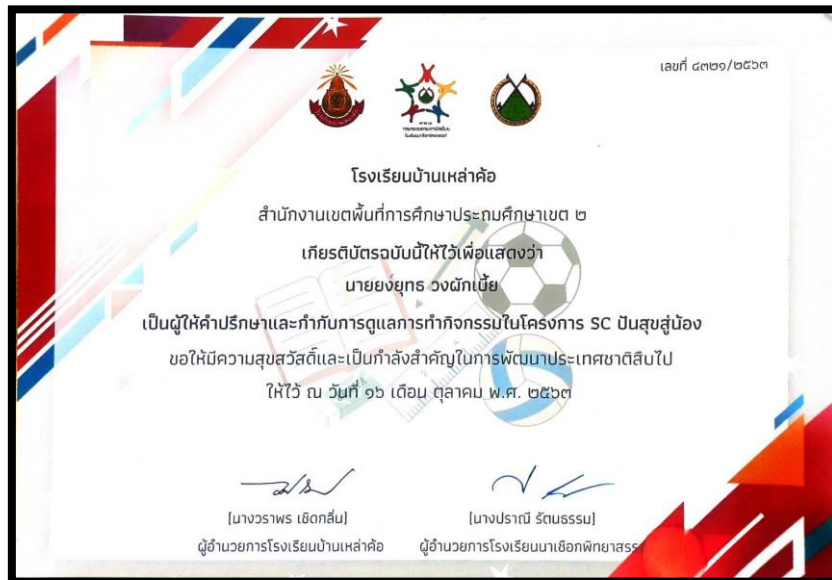 เลขที่ ๔๓๒๑/๒๕๖๓
โรงเรียนบ้านเหล่าค้อ
สำนักงานเขตพื้นที่การศึกษาประถมศึกษาเขต ๒
เกียรติบัตรฉบับนี้ให้ไว้เพื่อแสดงว่า
นายยงยุทธ วงผักเนี้ย
เป็นผู้ให้คำปรึกษาและกำกับการดูแลการทำกิจกรรมในโครงการ SC ปันสุขสู่น้อง
ขอให้มีความสุขสวัสดิ์และเป็นกำลังสำคัญในการพัฒนาประเทศชาติสืบไป
ให้ไว้ ณ วันที่ ๑๖ เดือน ตุลาคม พ.ศ. ๒๕๖๓
(นางวราพร เชิดกลิ่น) (นางปราณี รัตนธรรม)
ผู้อำนวยการโรงเรียนบ้านเหล่าค้อ ผู้อำนวยการโรงเรียนนาเชือกพิทยาสรร